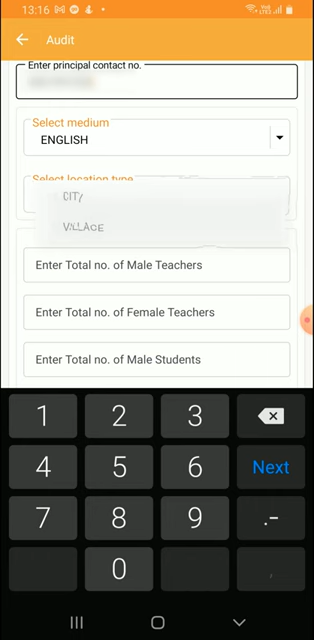 13:16
Audit
Enter principal contact no.
Select medium
ENGLISH
Select location type
CITY
VILLAGE
Enter Total no. of Male Teachers
Enter Total no. of Female Teachers
Enter Total no. of Male Students
1 2 3
4 5 6 Next
7 8 9 .-
0 ,